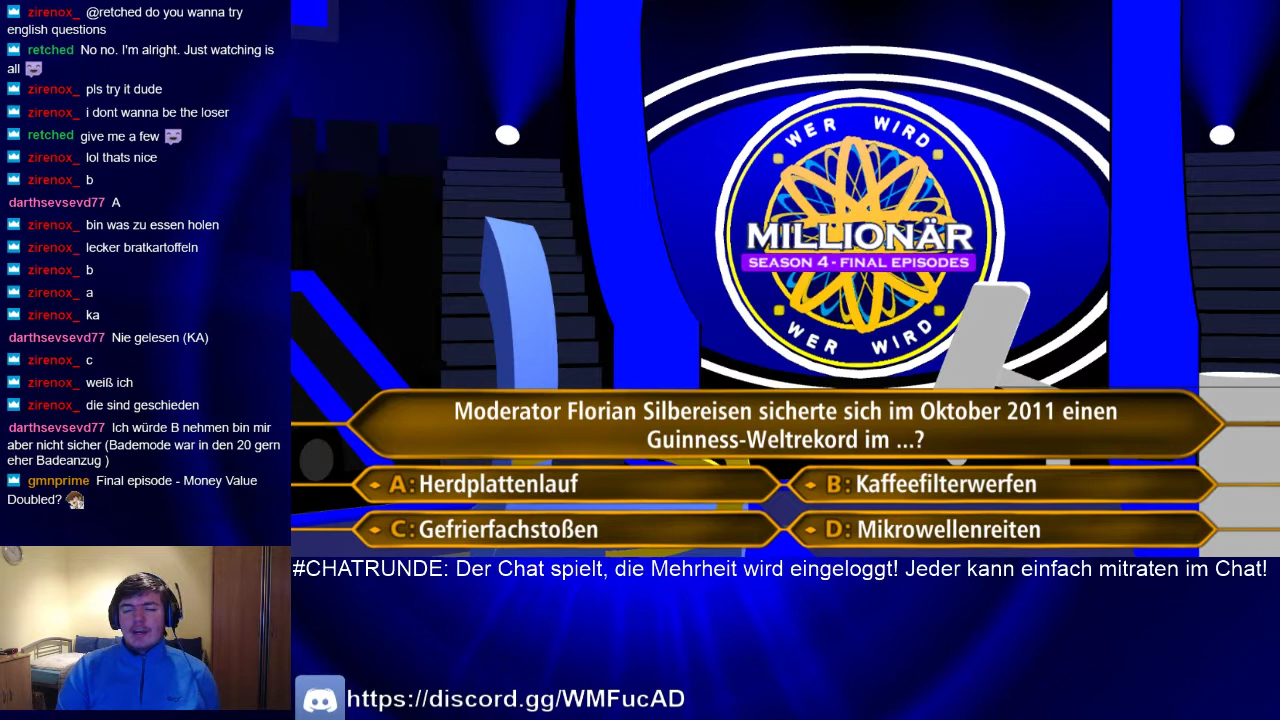 zirenox_ @retched do you wanna try
english questions
retched No no. I'm alright. Just watching is
all
zirenox_ pls try it dude
zirenox_ i dont wanna be the loser
retched give me a few
zirenox_ lol thats nice
zirenox_ b
darthsevsevd77 A
zirenox_ bin was zu essen holen
zirenox_ lecker bratkartoffeln
zirenox_ b
zirenox_ a
zirenox_ ka
darthsevsevd77 Nie gelesen (KA)
zirenox_ c
zirenox_ weiß ich
zirenox_ die sind geschieden
darthsevsevd77 Ich würde B nehmen bin mir
aber nicht sicher (Bademode war in den 20 gern
eher Badeanzug )
gmnprime Final episode - Money Value
Doubled?
WER WIRD
MILLIONÄR
SEASON 4 - FINAL EPISODES
WER WIRD
Moderator Florian Silbereisen sicherte sich im Oktober 2011 einen
Guinness-Weltrekord im ...?
A: Herdplattenlauf
B: Kaffeefilterwerfen
C: Gefrierfachstoßen
D: Mikrowellenreiten
#CHATRUNDE: Der Chat spielt, die Mehrheit wird eingeloggt! Jeder kann einfach mitraten im Chat!
https://discord.gg/WMFucAD